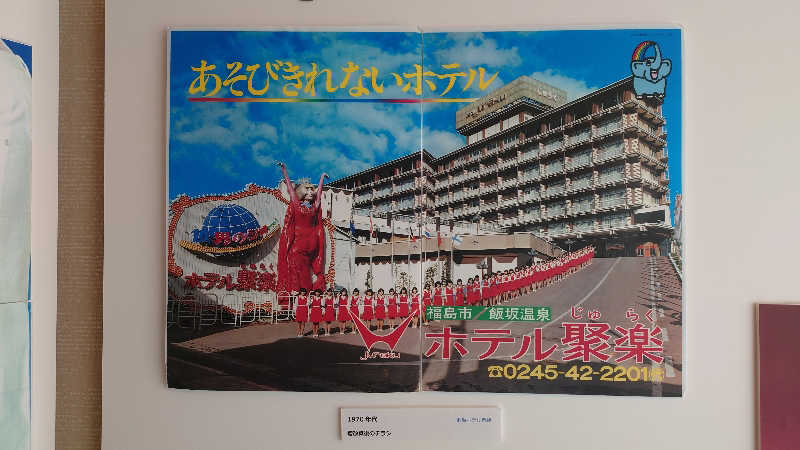 あそびきれないホテル
ホテル聚楽
福島市／飯坂温泉
じゅらく
ホテル聚楽
☎0245-42-2201
1970年代